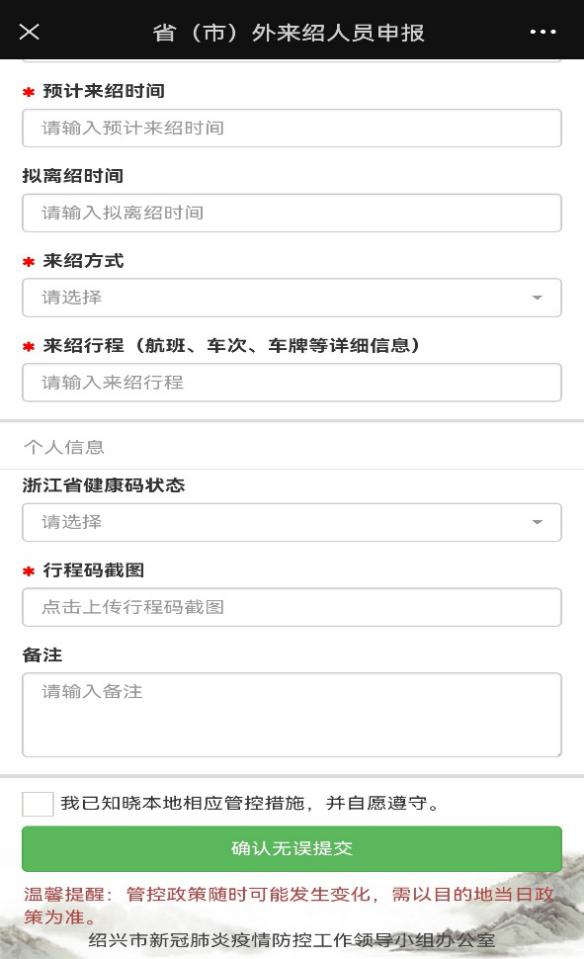 省（市）外来绍人员申报
* 预计来绍时间
请输入预计来绍时间
拟离绍时间
请输入拟离绍时间
* 来绍方式
请选择
* 来绍行程（航班、车次、车牌等详细信息）
请输入来绍行程
个人信息
浙江省健康码状态
请选择
* 行程码截图
点击上传行程码截图
备注
请输入备注
我已知晓本地相应管控措施，并自愿遵守。
确认无误提交
温馨提醒：管控政策随时可能发生变化，需以目的地当日政
策为准。
绍兴市新冠肺炎疫情防控工作领导小组办公室